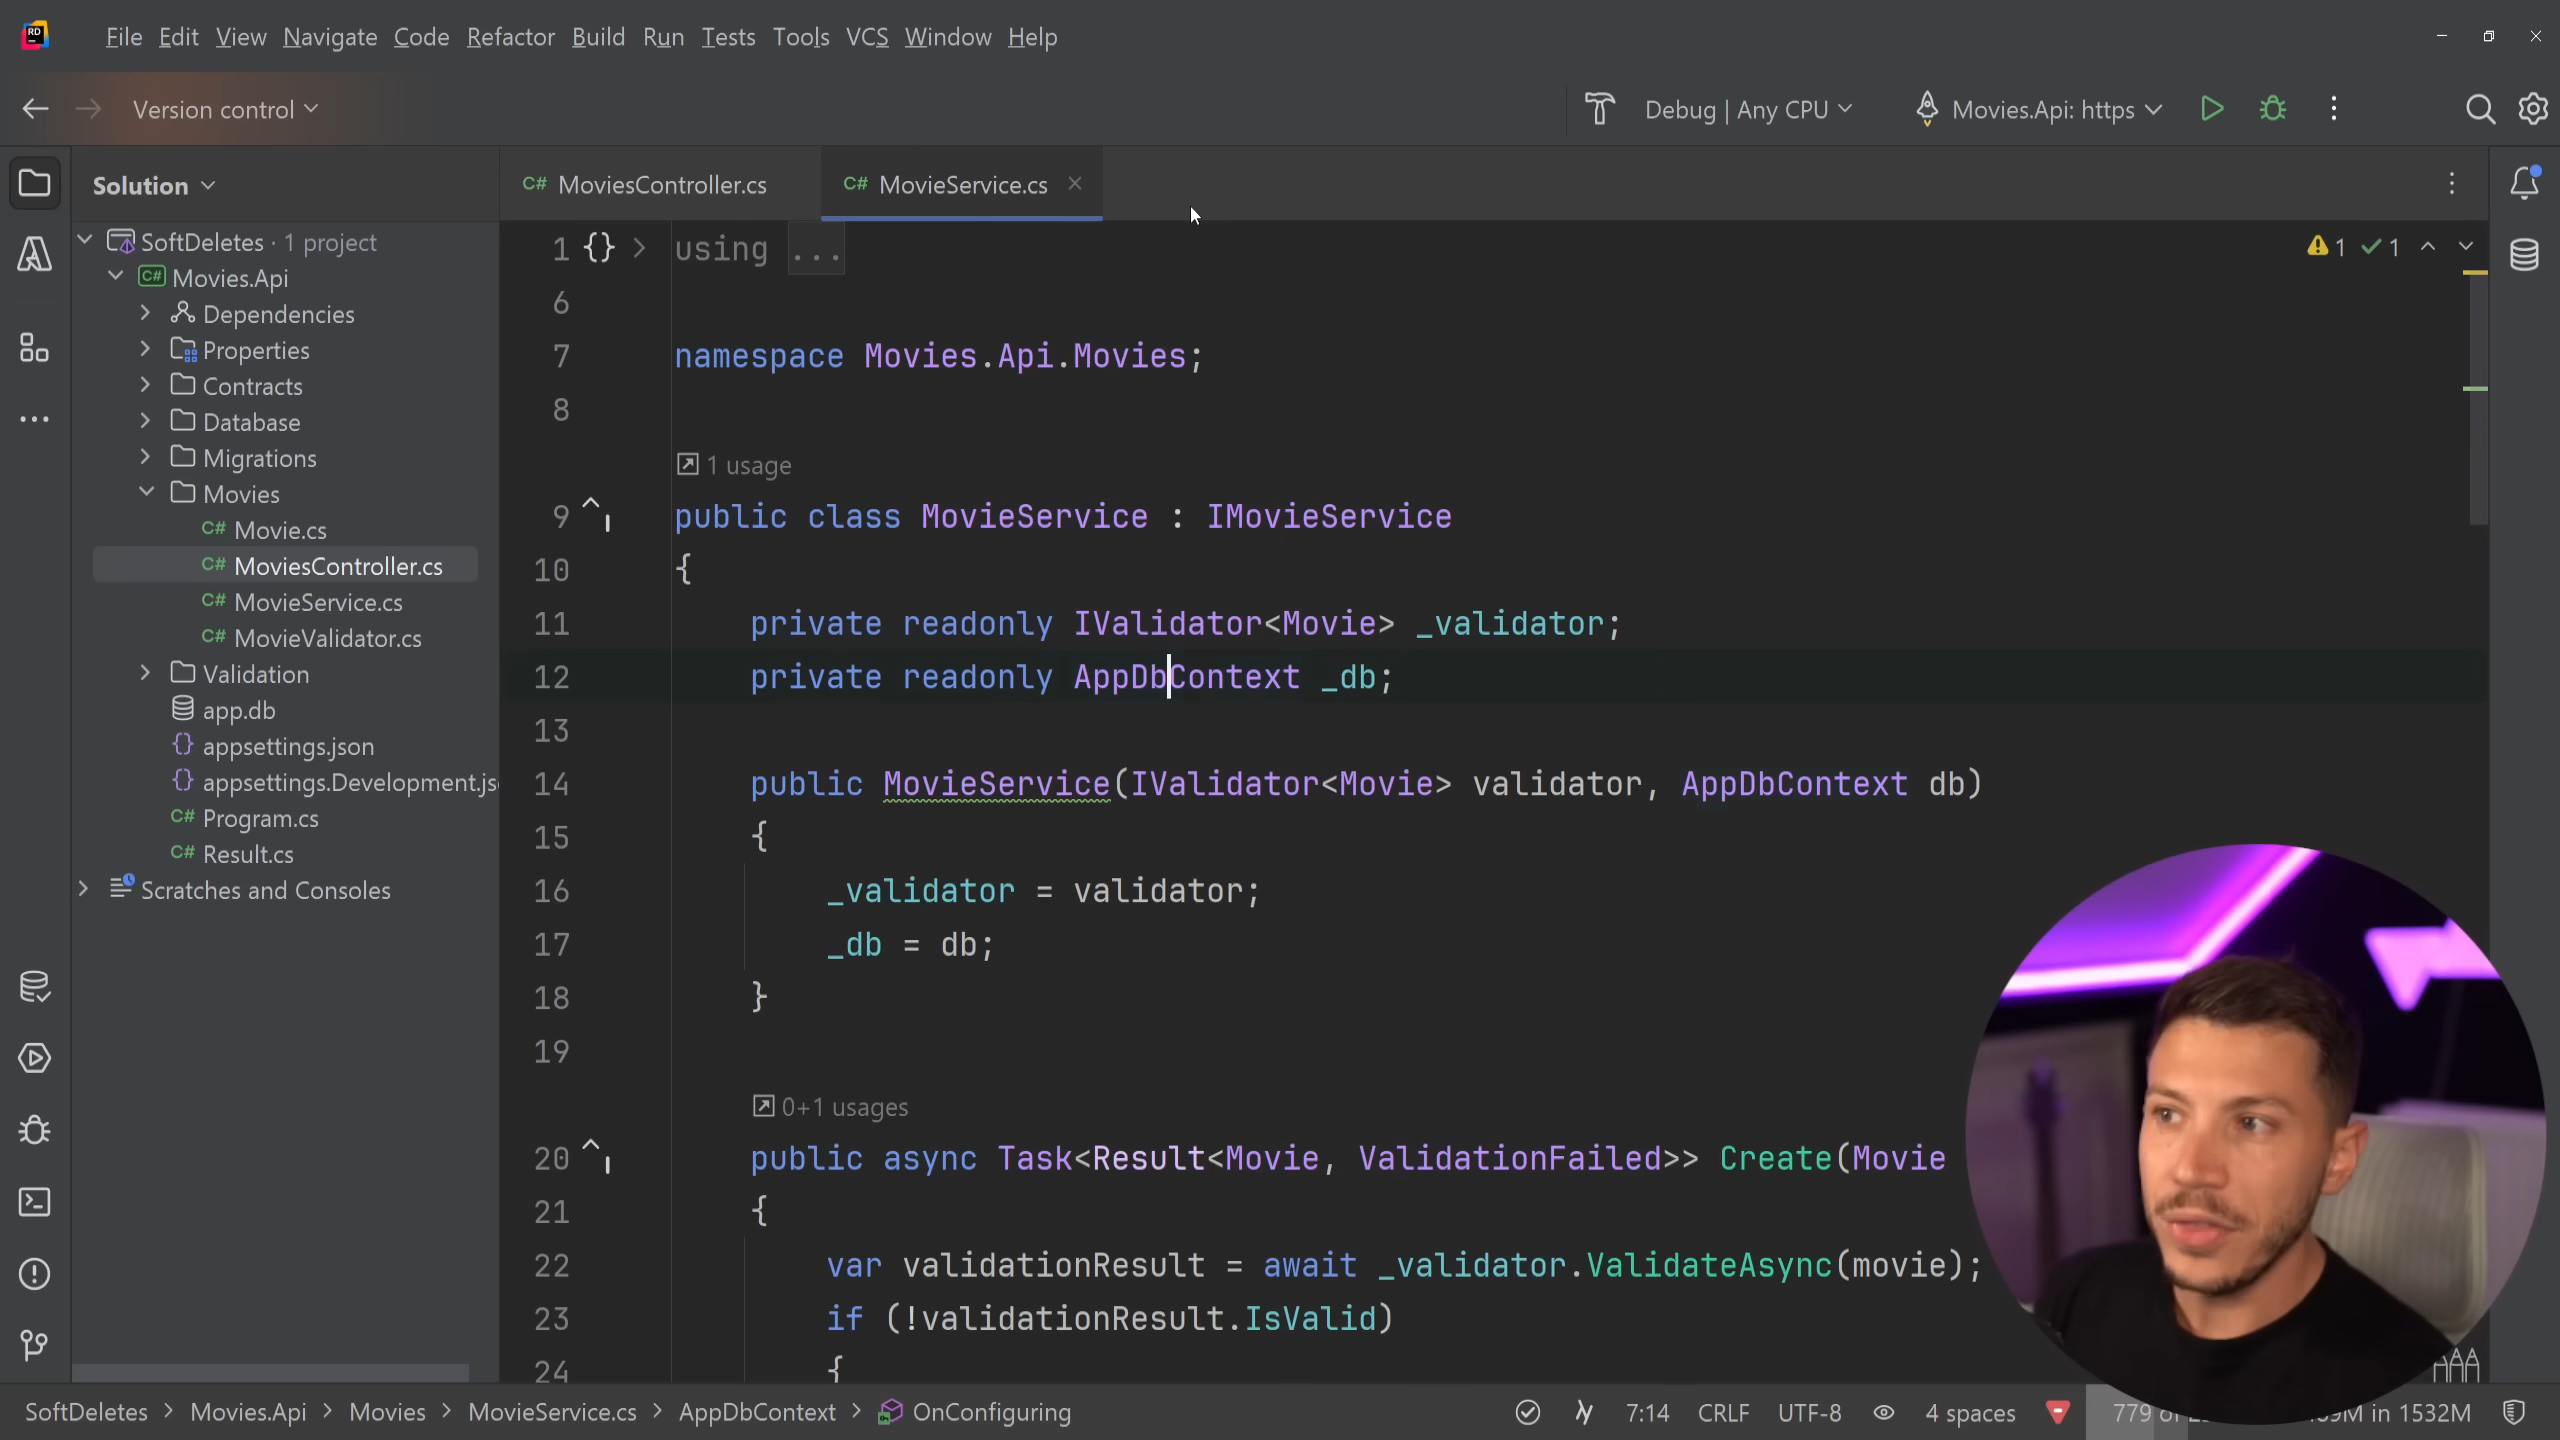 RD
File Edit View Navigate Code Refactor Build Run Tests Tools VCS Window Help
Version control
Debug | Any CPU
Movies.Api: https
Solution
C# MoviesController.cs
C# MovieService.cs
SoftDeletes · 1 project
C# Movies.Api
Dependencies
Properties
Contracts
Database
Migrations
Movies
C# Movie.cs
C# MoviesController.cs
C# MovieService.cs
C# MovieValidator.cs
Validation
app.db
{} appsettings.json
{} appsettings.Development.js
C# Program.cs
C# Result.cs
Scratches and Consoles
1 {} using ...
1 1
6
7 namespace Movies.Api.Movies;
8
1 usage
9 public class MovieService : IMovieService
10 {
11 private readonly IValidator<Movie> _validator;
12 private readonly AppDbContext _db;
13
14 public MovieService(IValidator<Movie> validator, AppDbContext db)
15 {
16 _validator = validator;
17 _db = db;
18 }
19
0+1 usages
20 public async Task<Result<Movie, ValidationFailed>> Create(Movie
21 {
22 var validationResult = await _validator.ValidateAsync(movie);
23 if (!validationResult.IsValid)
24 {
SoftDeletes > Movies.Api > Movies > MovieService.cs > AppDbContext > OnConfiguring
7:14 CRLF UTF-8 4 spaces 779 of in 1532M